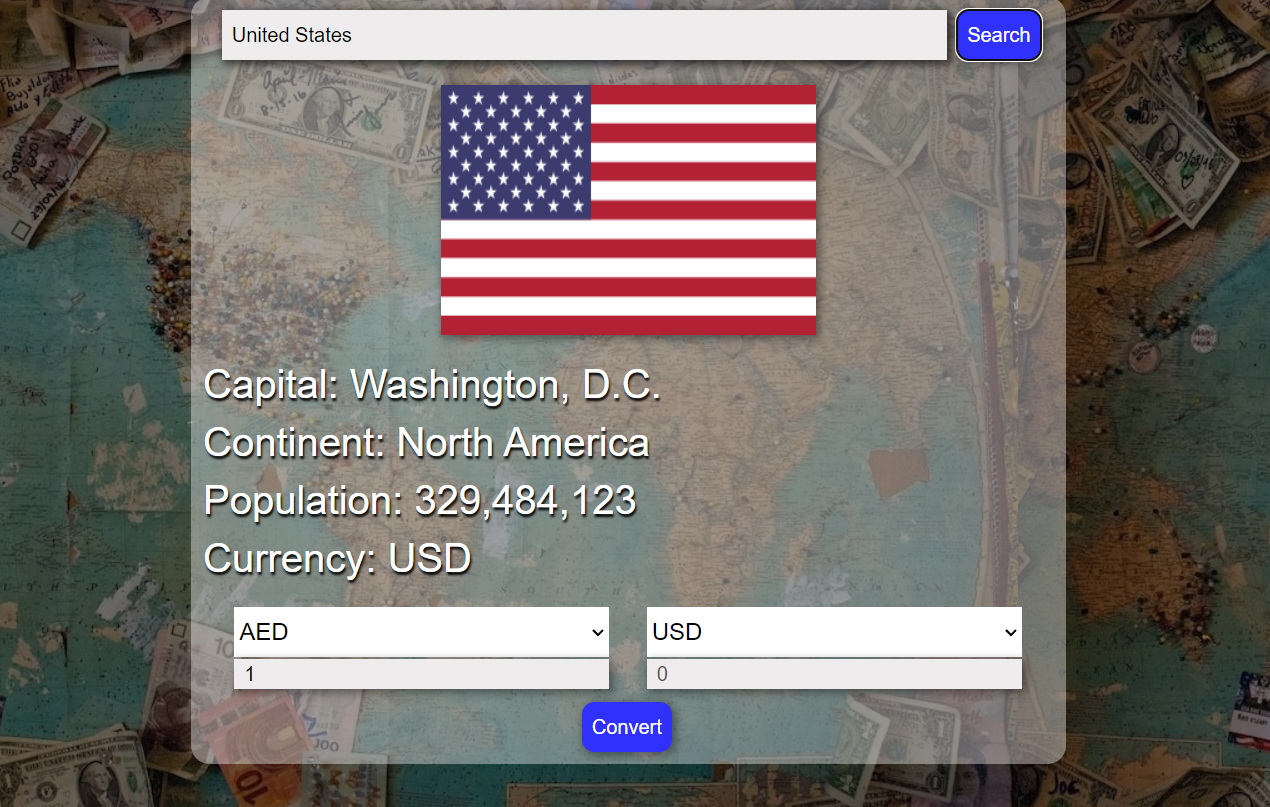 United States
Search
Capital: Washington, D.C.
Continent: North America
Population: 329,484,123
Currency: USD
AED
USD
1
0
Convert